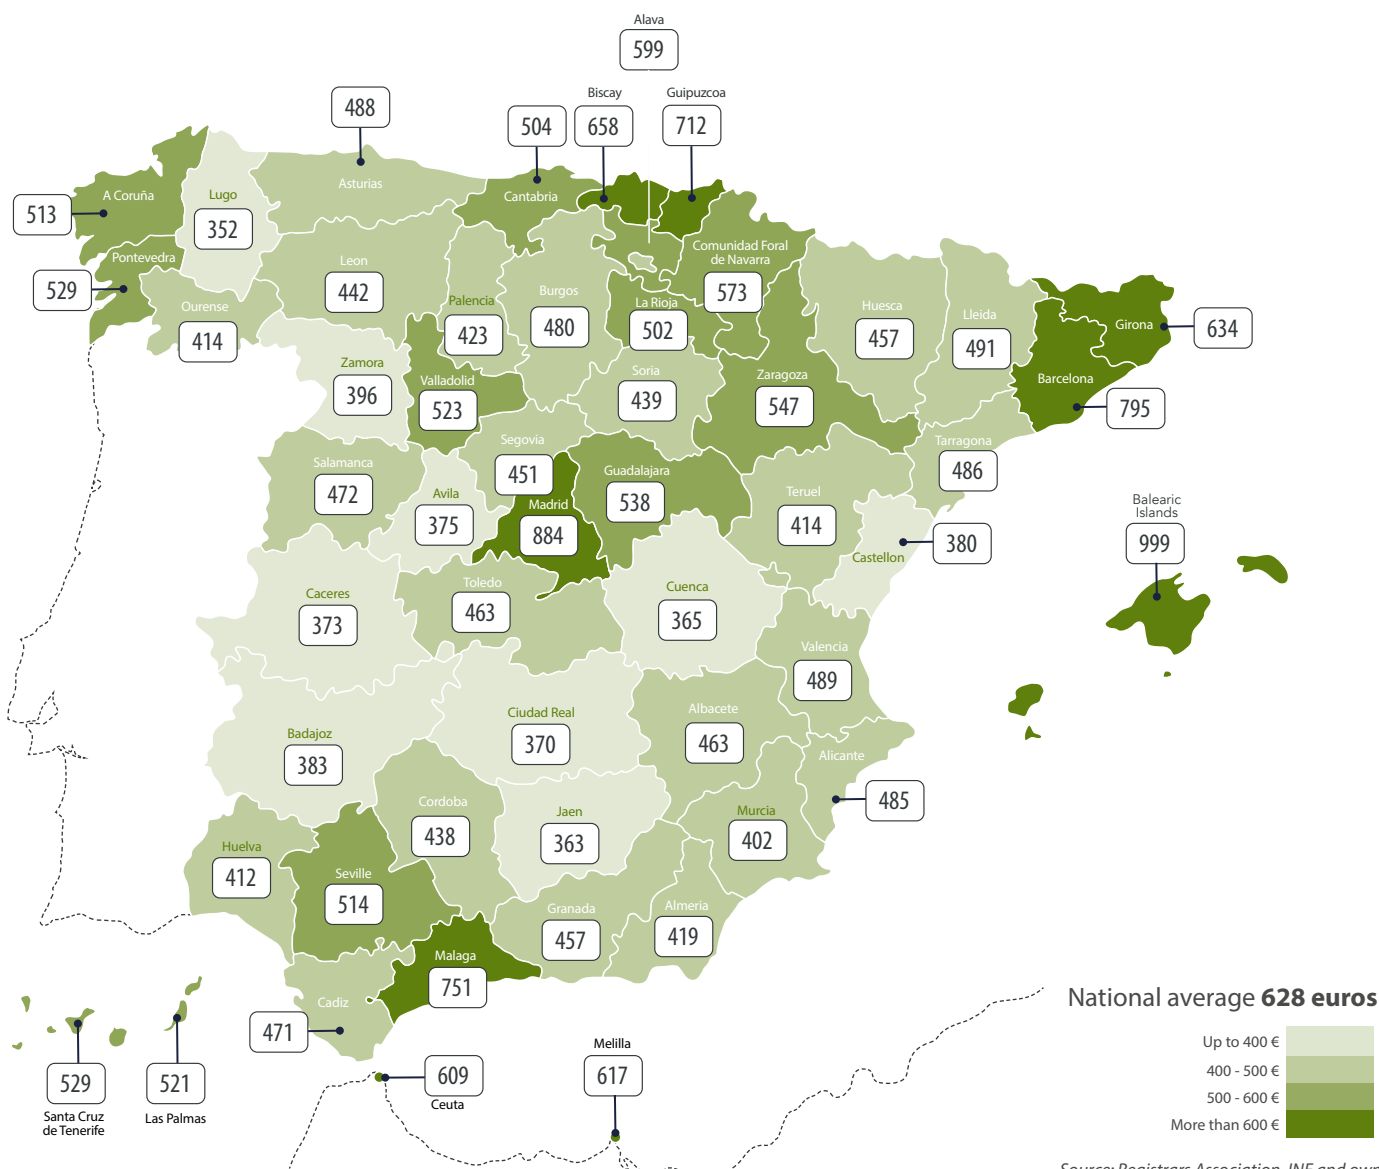 Alava
599
488
Biscay
Guipuzcoa
504
658
712
A Coruña
513
Lugo
352
Asturias
Cantabria
Pontevedra
529
Ourense
414
Leon
442
Palencia
423
Burgos
480
La Rioja
502
Comunidad Foral
de Navarra
573
Huesca
457
Lleida
491
Girona
634
Barcelona
795
Zamora
396
Valladolid
523
Soria
439
Zaragoza
547
Tarragona
486
Salamanca
472
Avila
375
Segovia
451
Madrid
884
Guadalajara
538
Teruel
414
Castellon
380
Balearic
Islands
999
Caceres
373
Toledo
463
Cuenca
365
Valencia
489
Badajoz
383
Ciudad Real
370
Albacete
463
Alicante
485
Huelva
412
Cordoba
438
Jaen
363
Murcia
402
Seville
514
Granada
457
Almeria
419
Malaga
751
Cadiz
471
529
Santa Cruz
de Tenerife
521
Las Palmas
609
Ceuta
Melilla
617
National average 628 euros
Up to 400 €
400 - 500 €
500 - 600 €
More than 600 €
Source: Registrars Association, INE and own